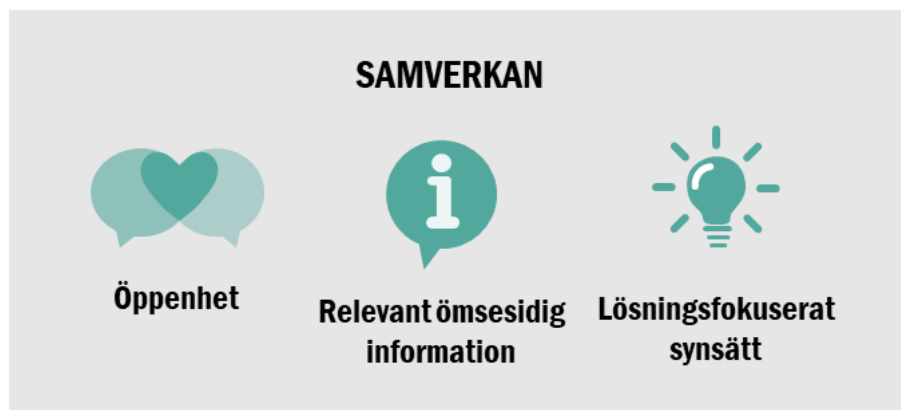 SAMVERKAN
Öppenhet
Relevant ömsesidig
information
Lösningsfokuserat
synsätt